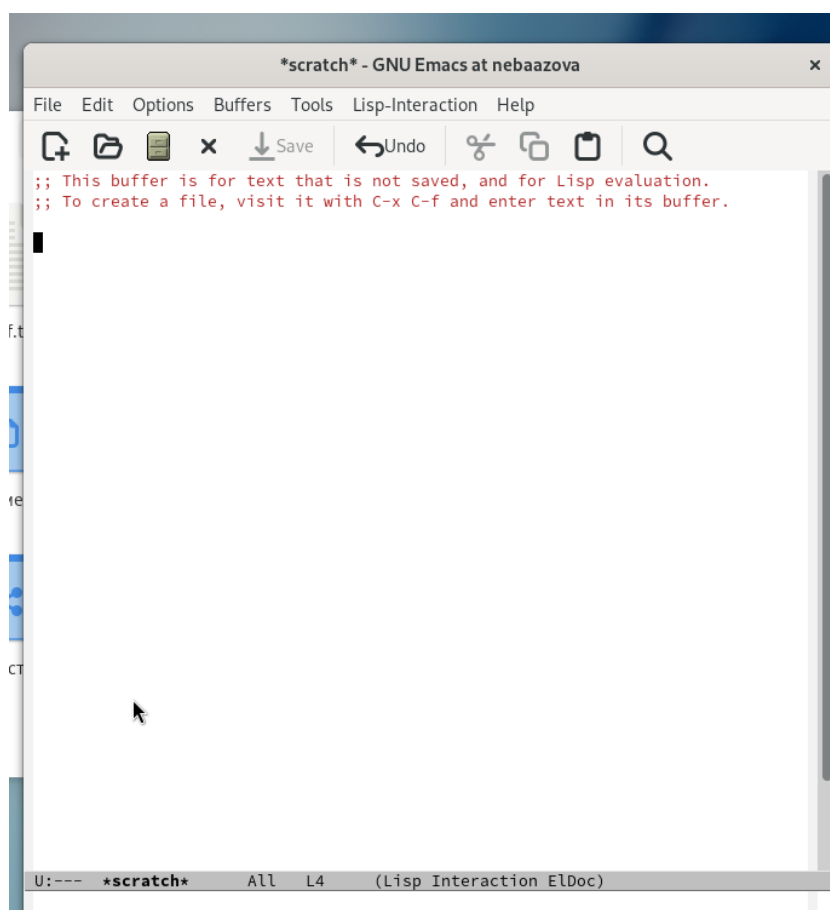 *scratch* - GNU Emacs at nebaazova
File Edit Options Buffers Tools Lisp-Interaction Help
Save Undo
;; This buffer is for text that is not saved, and for Lisp evaluation.
;; To create a file, visit it with C-x C-f and enter text in its buffer.
f.t
ме
ст
U:--- *scratch* All L4 (Lisp Interaction ElDoc)